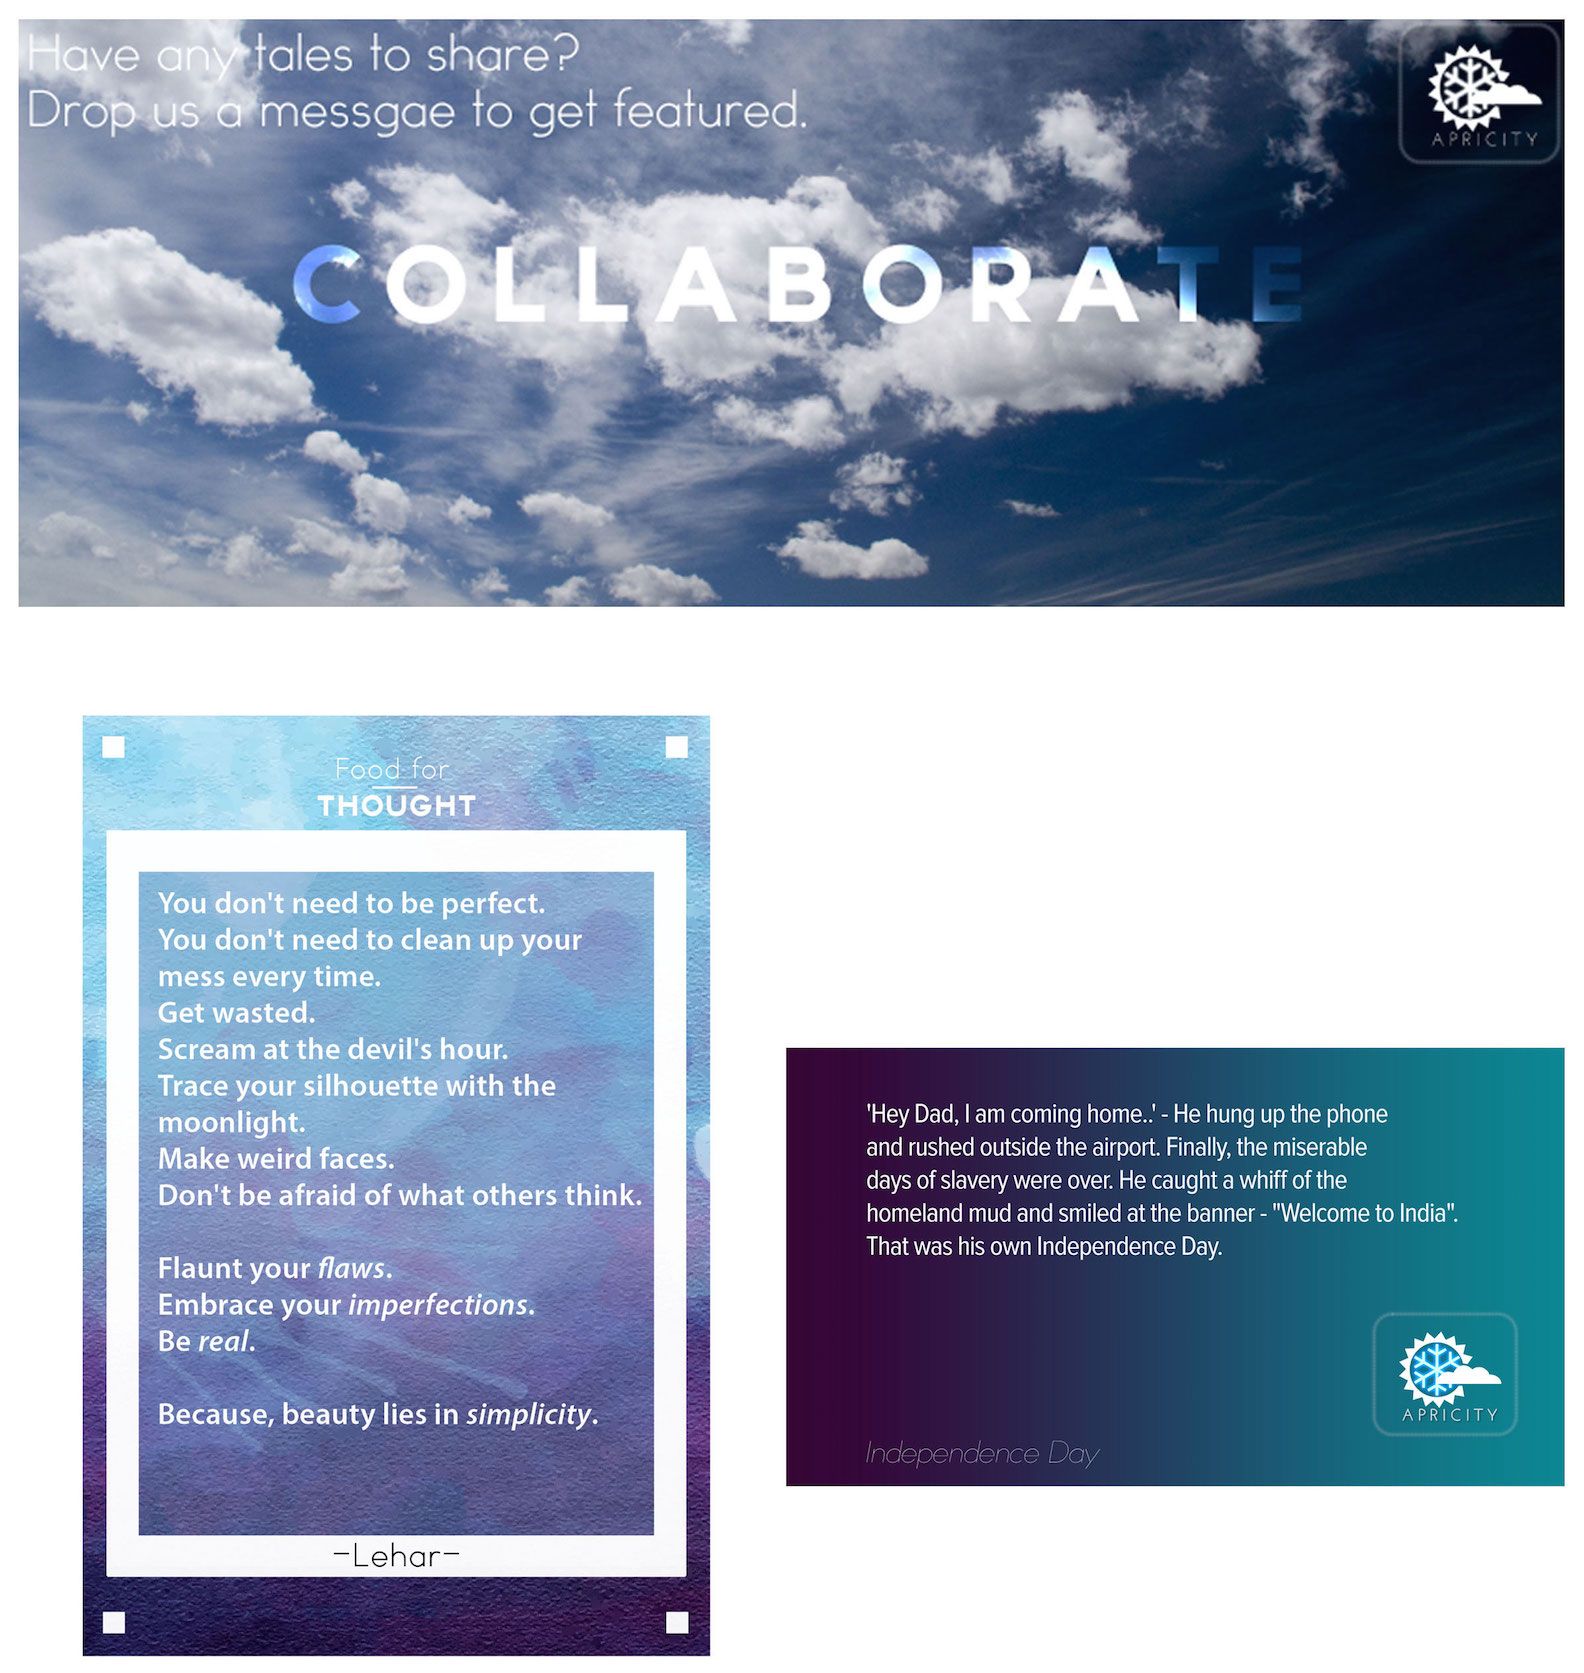 Have any tales to share?
Drop us a messgae to get featured.
APRICITY
COLLABORATE
Food for
THOUGHT
You don't need to be perfect.
You don't need to clean up your
mess every time.
Get wasted.
Scream at the devil's hour.
Trace your silhouette with the
moonlight.
Make weird faces.
Don't be afraid of what others think.
Flaunt your flaws.
Embrace your imperfections.
Be real.
Because, beauty lies in simplicity.
-Lehar-
'Hey Dad, I am coming home..' - He hung up the phone
and rushed outside the airport. Finally, the miserable
days of slavery were over. He caught a whiff of the
homeland mud and smiled at the banner - "Welcome to India".
That was his own Independence Day.
APRICITY
Independence Day